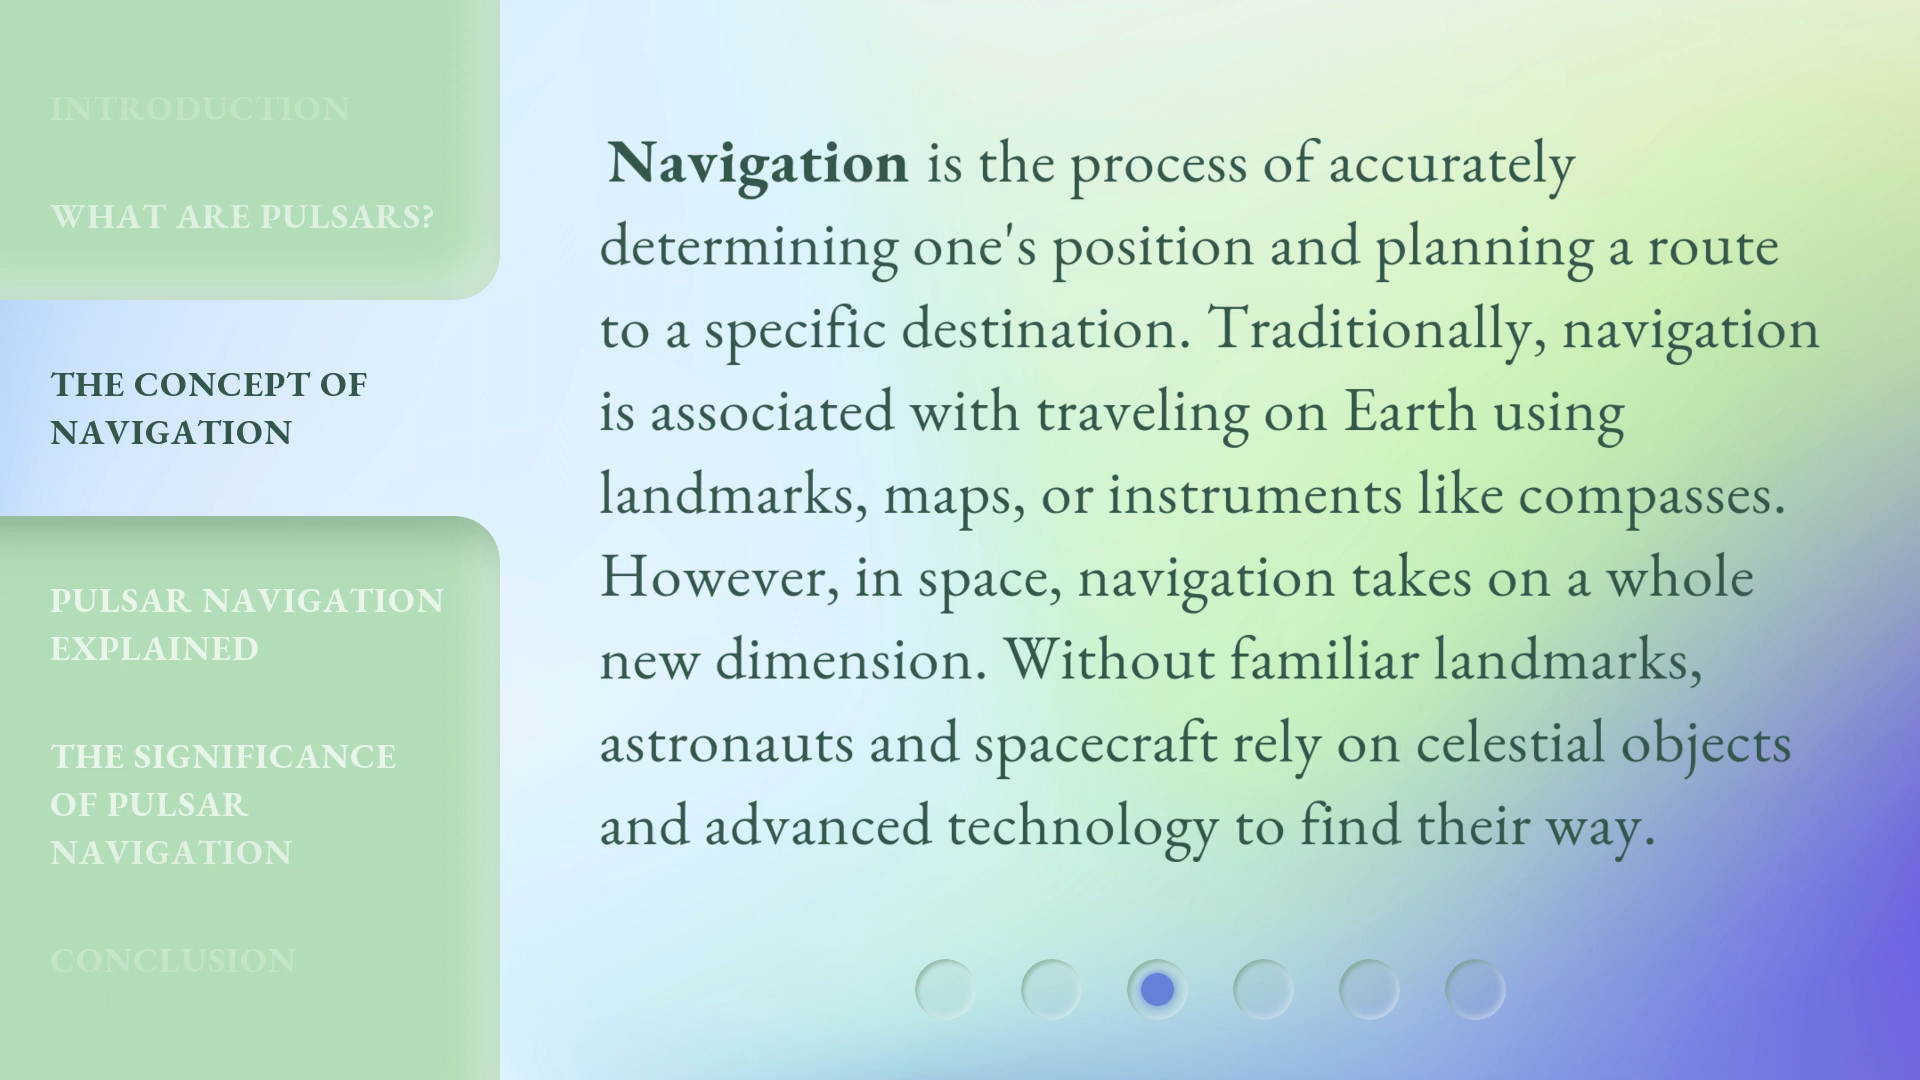 INTRODUCTION
WHAT ARE PULSARS?
THE CONCEPT OF
NAVIGATION
PULSAR NAVIGATION
EXPLAINED
THE SIGNIFICANCE
OF PULSAR
NAVIGATION
CONCLUSION
Navigation is the process of accurately
determining one's position and planning a route
to a specific destination. Traditionally, navigation
is associated with traveling on Earth using
landmarks, maps, or instruments like compasses.
However, in space, navigation takes on a whole
new dimension. Without familiar landmarks,
astronauts and spacecraft rely on celestial objects
and advanced technology to find their way.